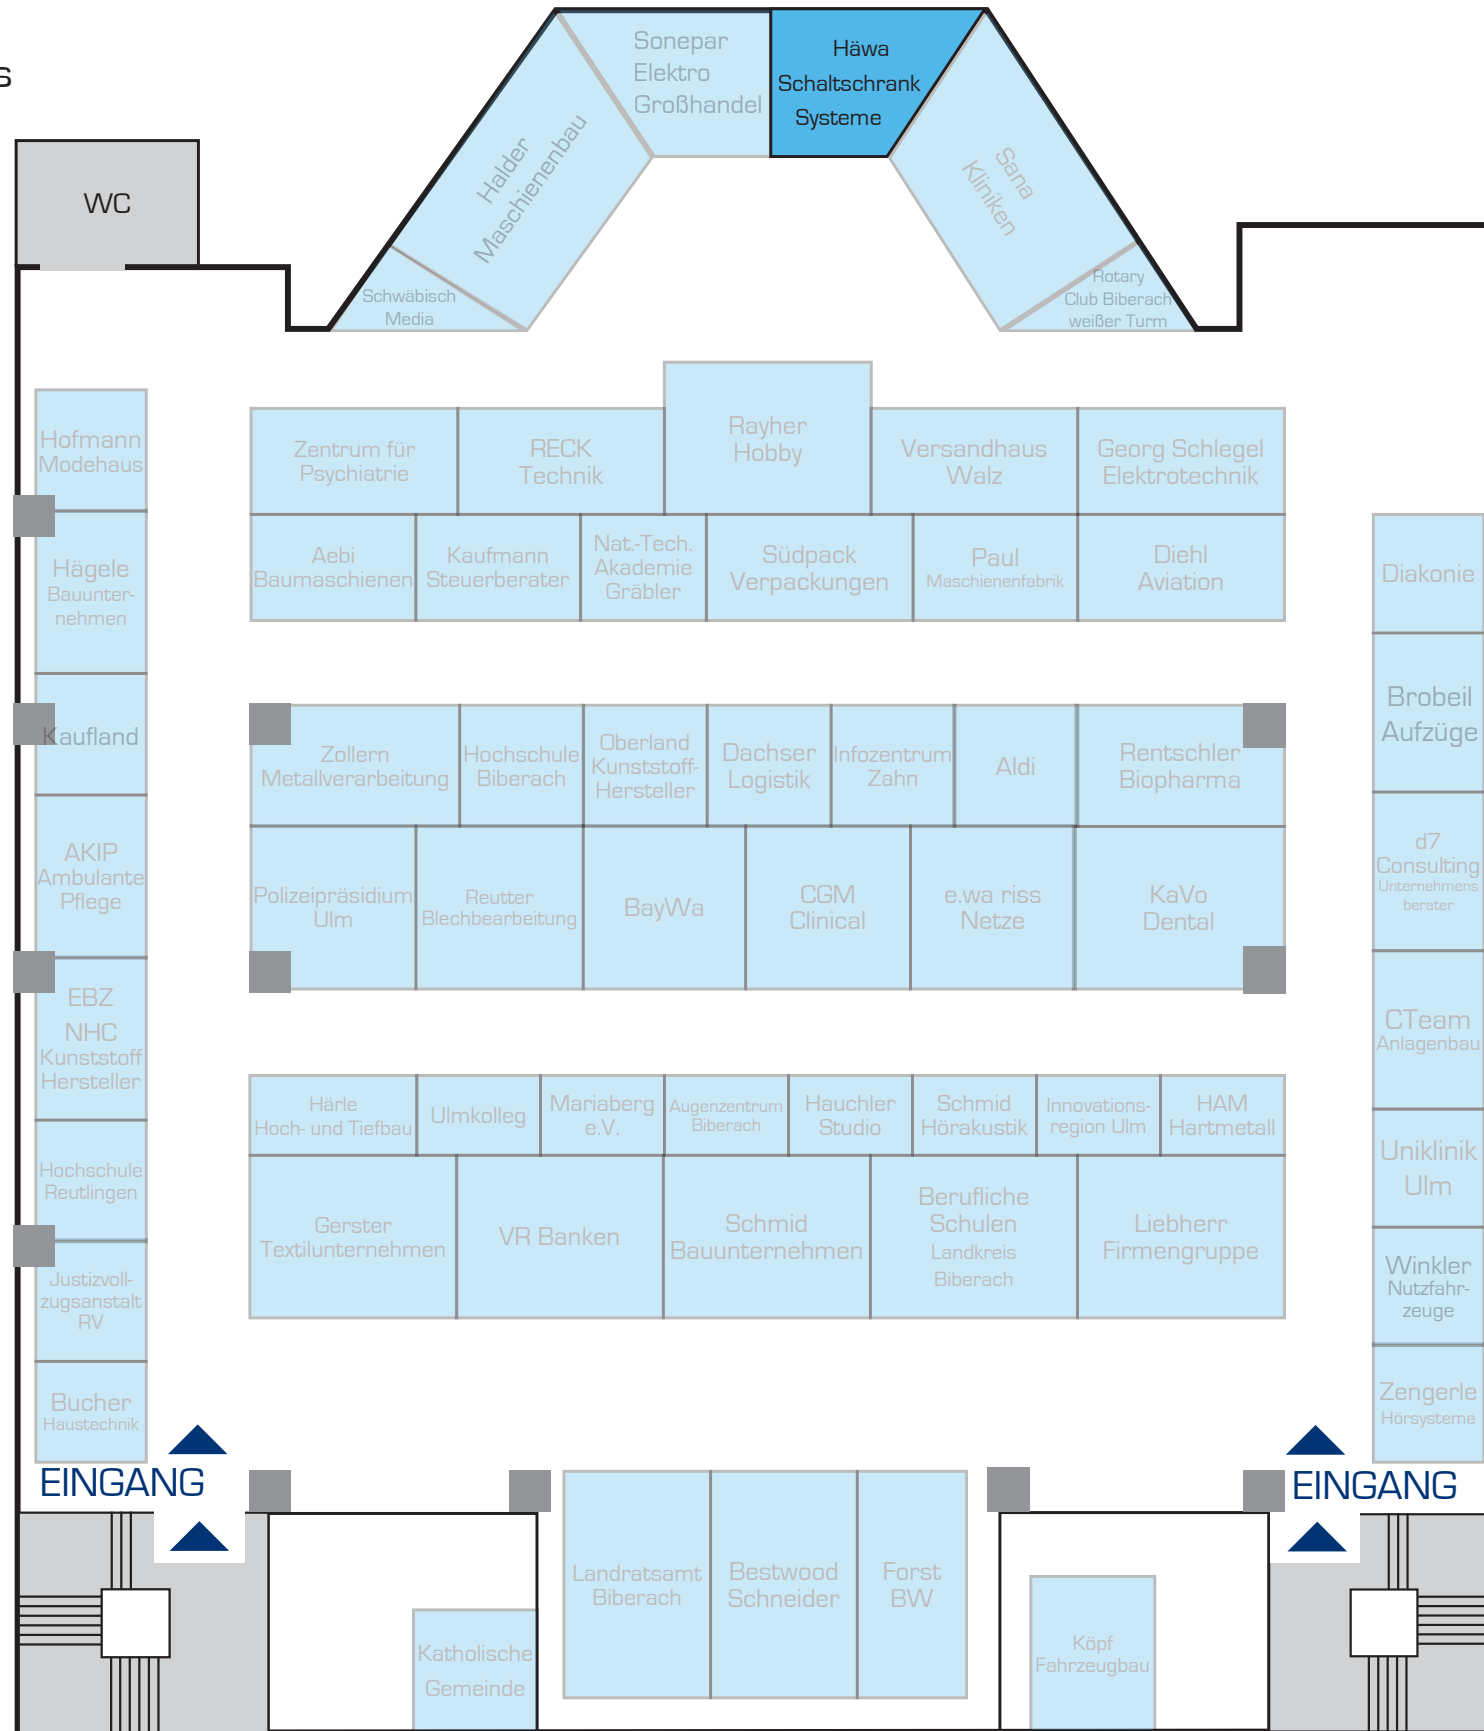 s
Sonepar
Elektro
Großhandel
Häwa
Schaltschrank
Systeme
WC
Halder
Maschienenbau
Sana
Kliniken
Schwäbisch
Media
Rotary
Club Biberach
weißer Turm
Hofmann
Modehaus
Hägele
Bauunter-
nehmen
Kaufland
AKIP
Ambulante
Pflege
EBZ
NHC
Kunststoff
Hersteller
Hochschule
Reutlingen
Justizvoll-
zugsanstalt
RV
Bucher
Haustechnik
Zentrum für
Psychiatrie
RECK
Technik
Rayher
Hobby
Versandhaus
Walz
Georg Schlegel
Elektrotechnik
Aebi
Baumaschienen
Kaufmann
Steuerberater
Nat.-Tech.
Akademie
Gräbler
Südpack
Verpackungen
Paul
Maschienenfabrik
Diehl
Aviation
Zollern
Metallverarbeitung
Hochschule
Biberach
Oberland
Kunststoff-
Hersteller
Dachser
Logistik
Infozentrum
Zahn
Aldi
Rentschler
Biopharma
Polizeipräsidium
Ulm
Reutter
Blechbearbeitung
BayWa
CGM
Clinical
e.wa riss
Netze
KaVo
Dental
Härle
Hoch- und Tiefbau
Ulmkolleg
Mariaberg
e.V.
Augenzentrum
Biberach
Hauchler
Studio
Schmid
Hörakustik
Innovations-
region Ulm
HAM
Hartmetall
Gerster
Textilunternehmen
VR Banken
Schmid
Bauunternehmen
Berufliche
Schulen
Landkreis
Biberach
Liebherr
Firmengruppe
Diakonie
Brobeil
Aufzüge
d7
Consulting
Unternehmens
berater
CTeam
Anlagenbau
Uniklinik
Ulm
Winkler
Nutzfahr-
zeuge
Zengerle
Hörsysteme
EINGANG
EINGANG
Katholische
Gemeinde
Landratsamt
Biberach
Bestwood
Schneider
Forst
BW
Köpf
Fahrzeugbau